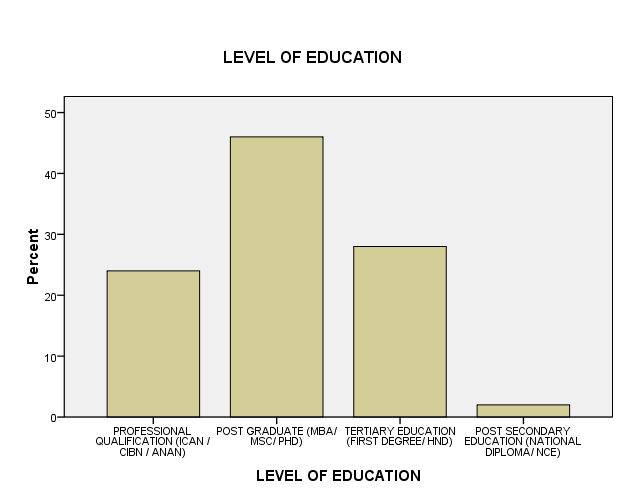 LEVEL OF EDUCATION
50
40
30
20
10
0
Percent
PROFESSIONAL
QUALIFICATION (ICAN /
CIBN / ANAN)
POST GRADUATE (MBA/
MSC/ PHD)
TERTIARY EDUCATION
(FIRST DEGREE/ HND)
POST SECONDARY
EDUCATION (NATIONAL
DIPLOMA/ NCE)
LEVEL OF EDUCATION